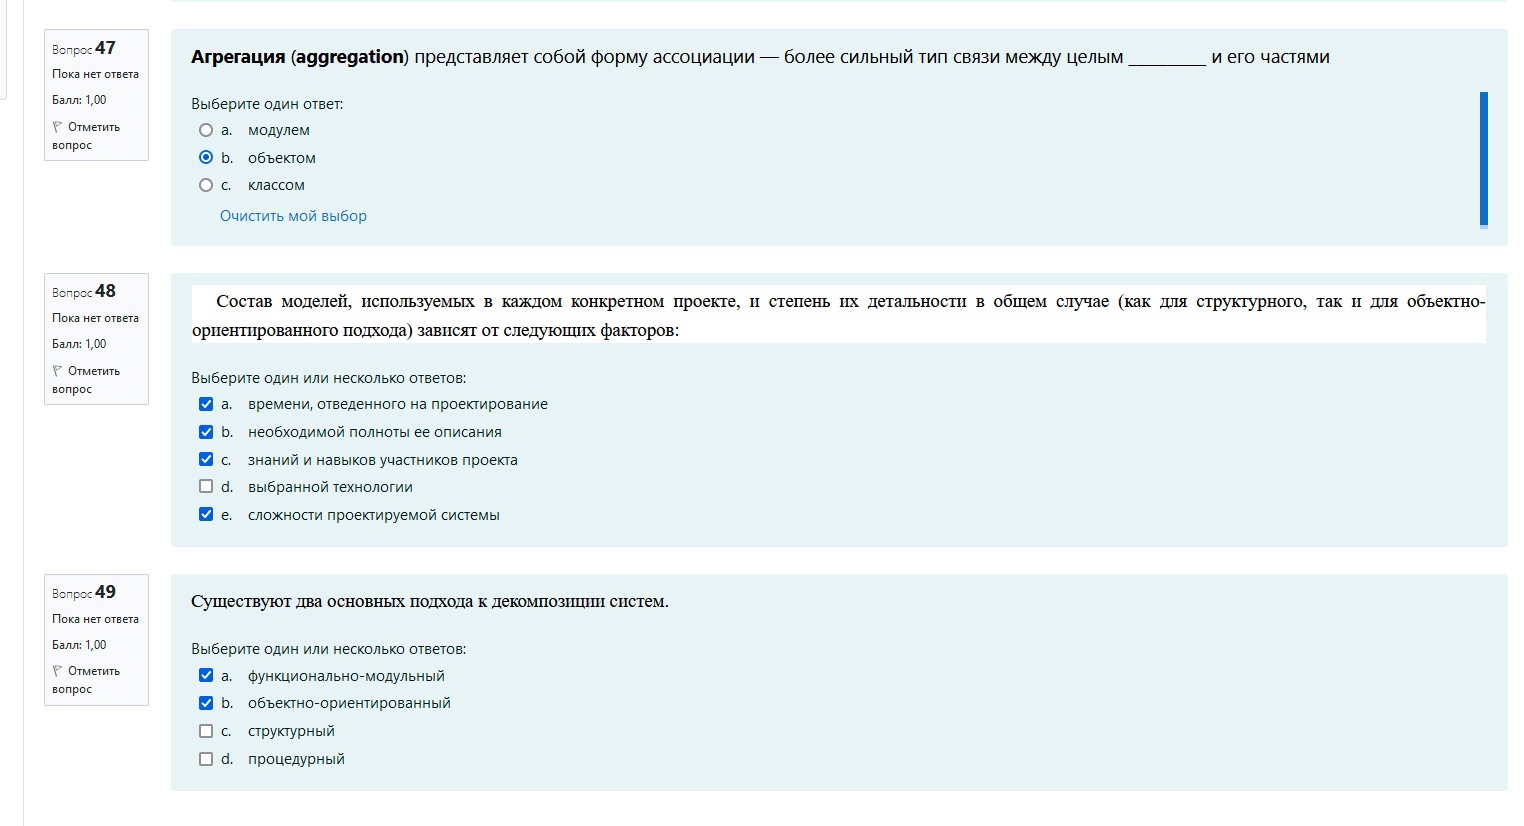 Вопрос 47
Пока нет ответа
Балл: 1,00
Отметить
вопрос
Агрегация (aggregation) представляет собой форму ассоциации — более сильный тип связи между целым _________ и его частями
Выберите один ответ:
a. модулем
b. объектом
c. классом
Очистить мой выбор
Вопрос 48
Пока нет ответа
Балл: 1,00
Отметить
вопрос
Состав моделей, используемых в каждом конкретном проекте, и степень их детальности в общем случае (как для структурного, так и для объектно-
ориентированного подхода) зависят от следующих факторов:
Выберите один или несколько ответов:
a. времени, отведенного на проектирование
b. необходимой полноты ее описания
c. знаний и навыков участников проекта
d. выбранной технологии
e. сложности проектируемой системы
Вопрос 49
Пока нет ответа
Балл: 1,00
Отметить
вопрос
Существуют два основных подхода к декомпозиции систем.
Выберите один или несколько ответов:
a. функционально-модульный
b. объектно-ориентированный
c. структурный
d. процедурный